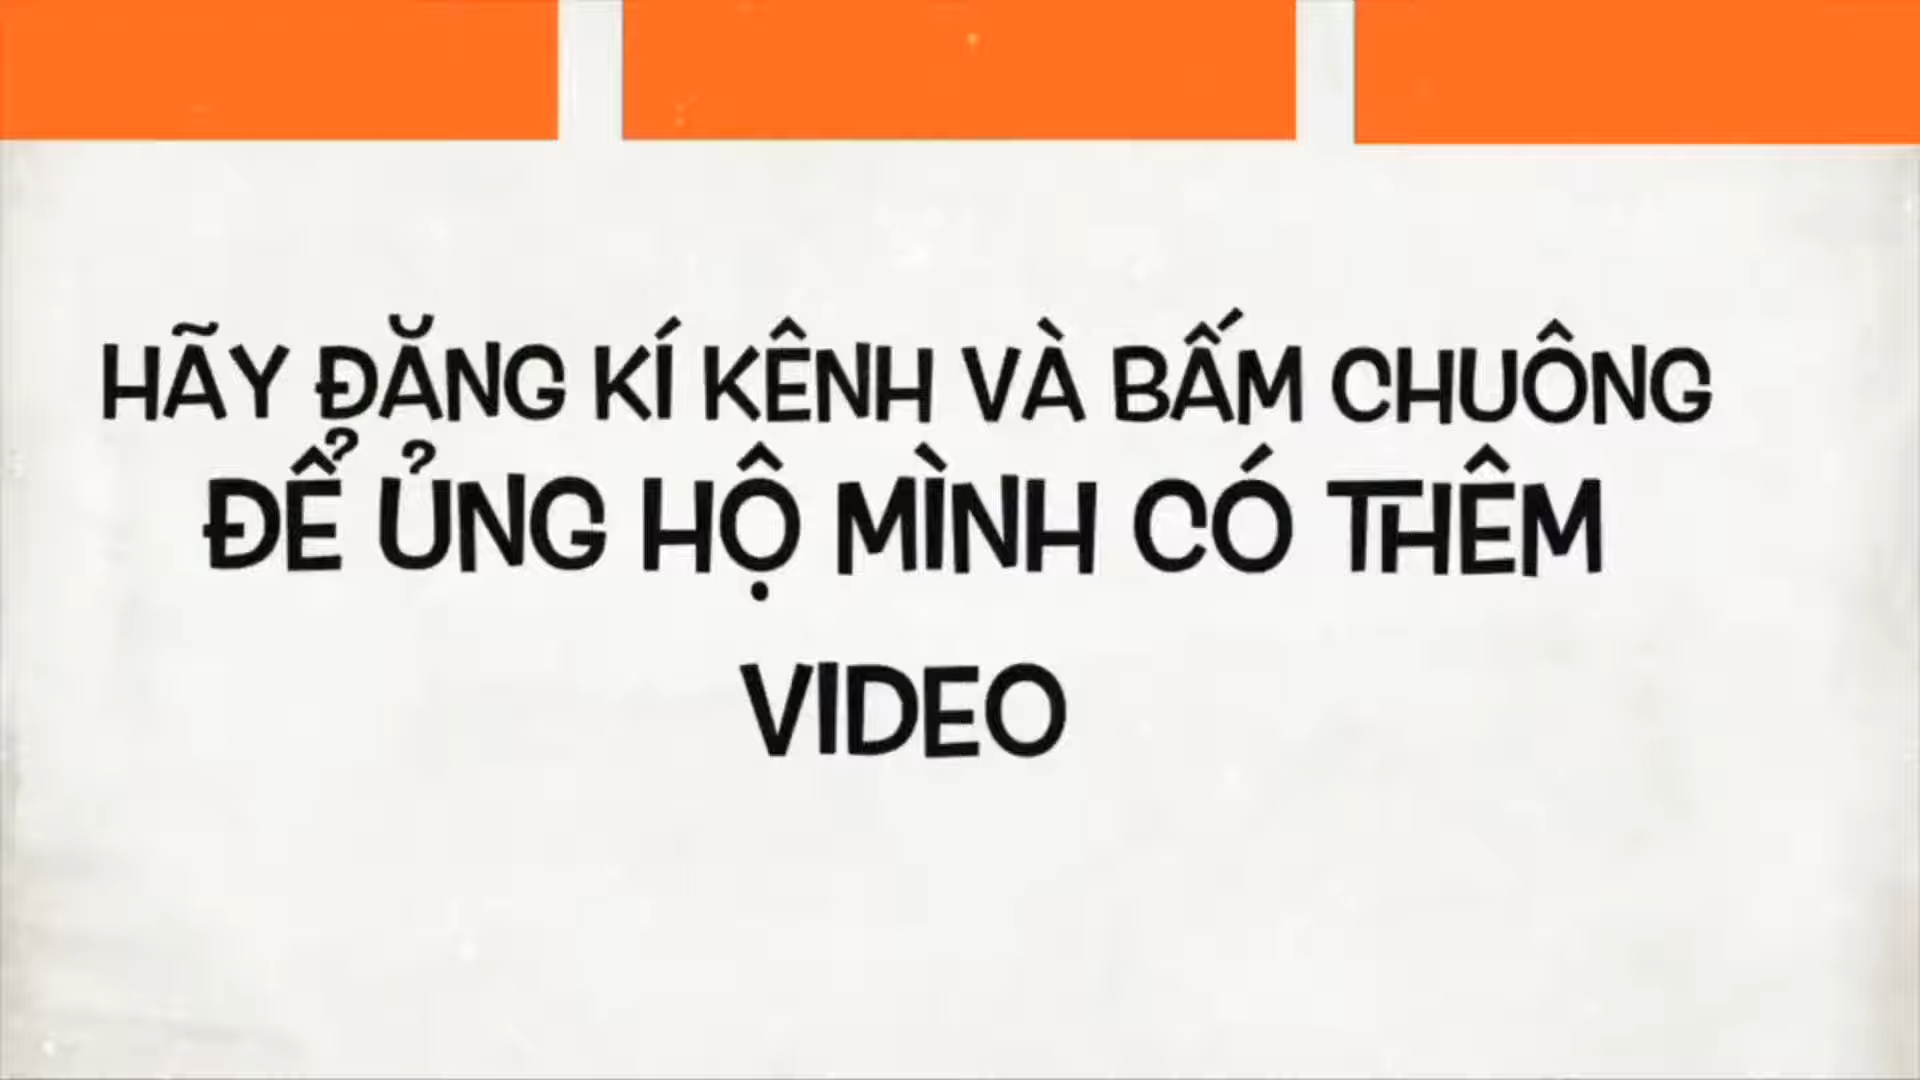 HÃY ĐĂNG KÍ KÊNH VÀ BẤM CHUÔNG
ĐỂ ỦNG HỘ MÌNH CÓ THÊM
VIDEO